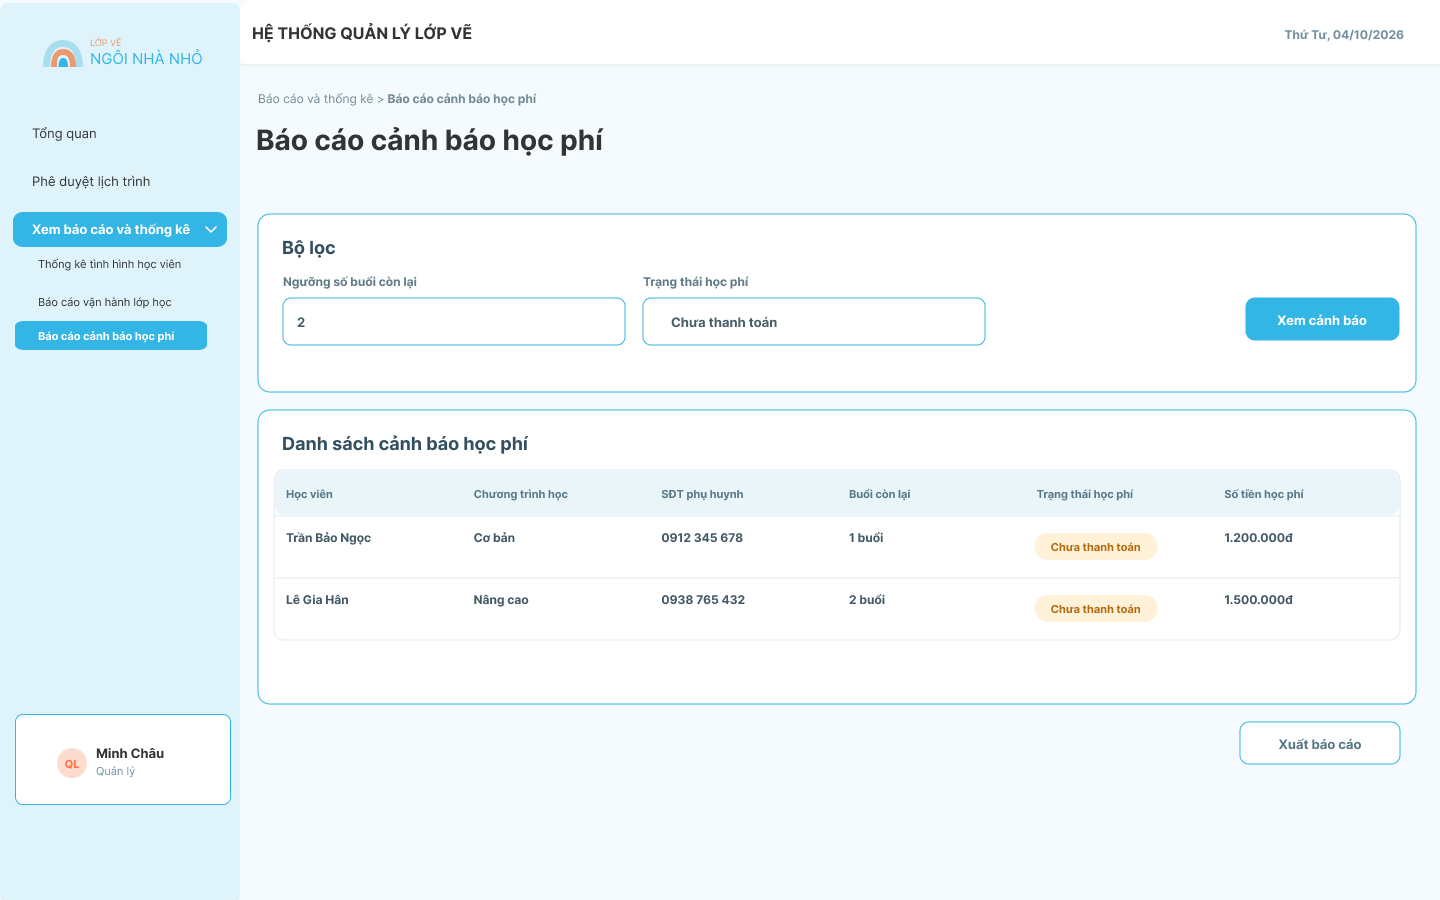 LỚP VẼ
NGÔI NHÀ NHỎ
Tổng quan
Phê duyệt lịch trình
Xem báo cáo và thống kê
Thống kê tình hình học viên
Báo cáo vận hành lớp học
Báo cáo cảnh báo học phí
QL
Minh Châu
Quản lý
HỆ THỐNG QUẢN LÝ LỚP VẼ
Thứ Tư, 04/10/2026
Báo cáo và thống kê > Báo cáo cảnh báo học phí
Báo cáo cảnh báo học phí
Bộ lọc
Ngưỡng số buổi còn lại
Trạng thái học phí
2
Chưa thanh toán
Xem cảnh báo
Danh sách cảnh báo học phí
Học viên Chương trình học SĐT phụ huynh Buổi còn lại Trạng thái học phí Số tiền học phí
Trần Bảo Ngọc Cơ bản 0912 345 678 1 buổi Chưa thanh toán 1.200.000đ
Lê Gia Hân Nâng cao 0938 765 432 2 buổi Chưa thanh toán 1.500.000đ
Xuất báo cáo